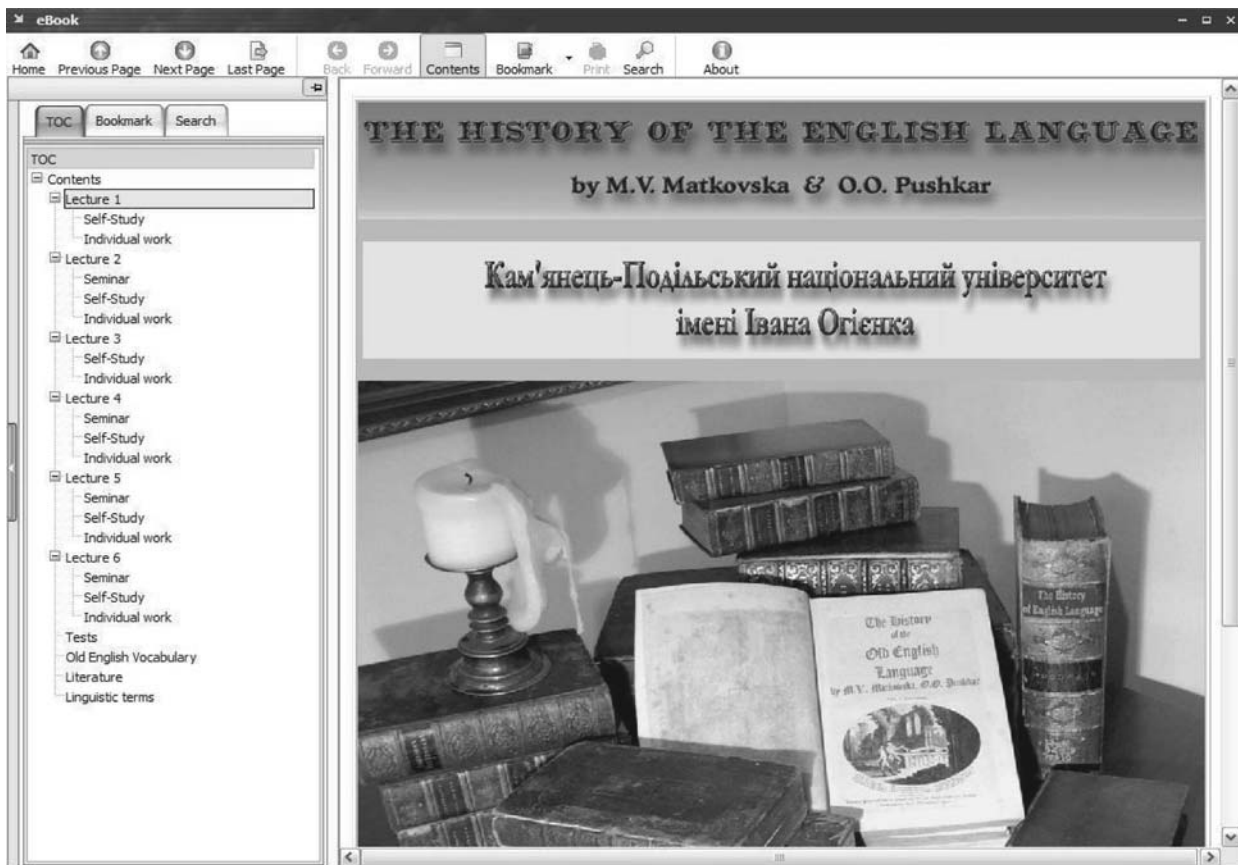 eBook
Home Previous Page Next Page Last Page Back Forward Contents Bookmark Print Search About
TOC Bookmark Search
TOC
Contents
Lecture 1
Self-Study
Individual work
Lecture 2
Seminar
Self-Study
Individual work
Lecture 3
Self-Study
Individual work
Lecture 4
Seminar
Self-Study
Individual work
Lecture 5
Seminar
Self-Study
Individual work
Lecture 6
Seminar
Self-Study
Individual work
Tests
Old English Vocabulary
Literature
Linguistic terms
THE HISTORY OF THE ENGLISH LANGUAGE
by M.V. Matkovska & O.O. Pushkar
Кам'янець-Подільський національний університет
імені Івана Огієнка
The History
of the
Old English
Language
by M.V. Matkovska, O.O. Pushkar
The History
of English Language